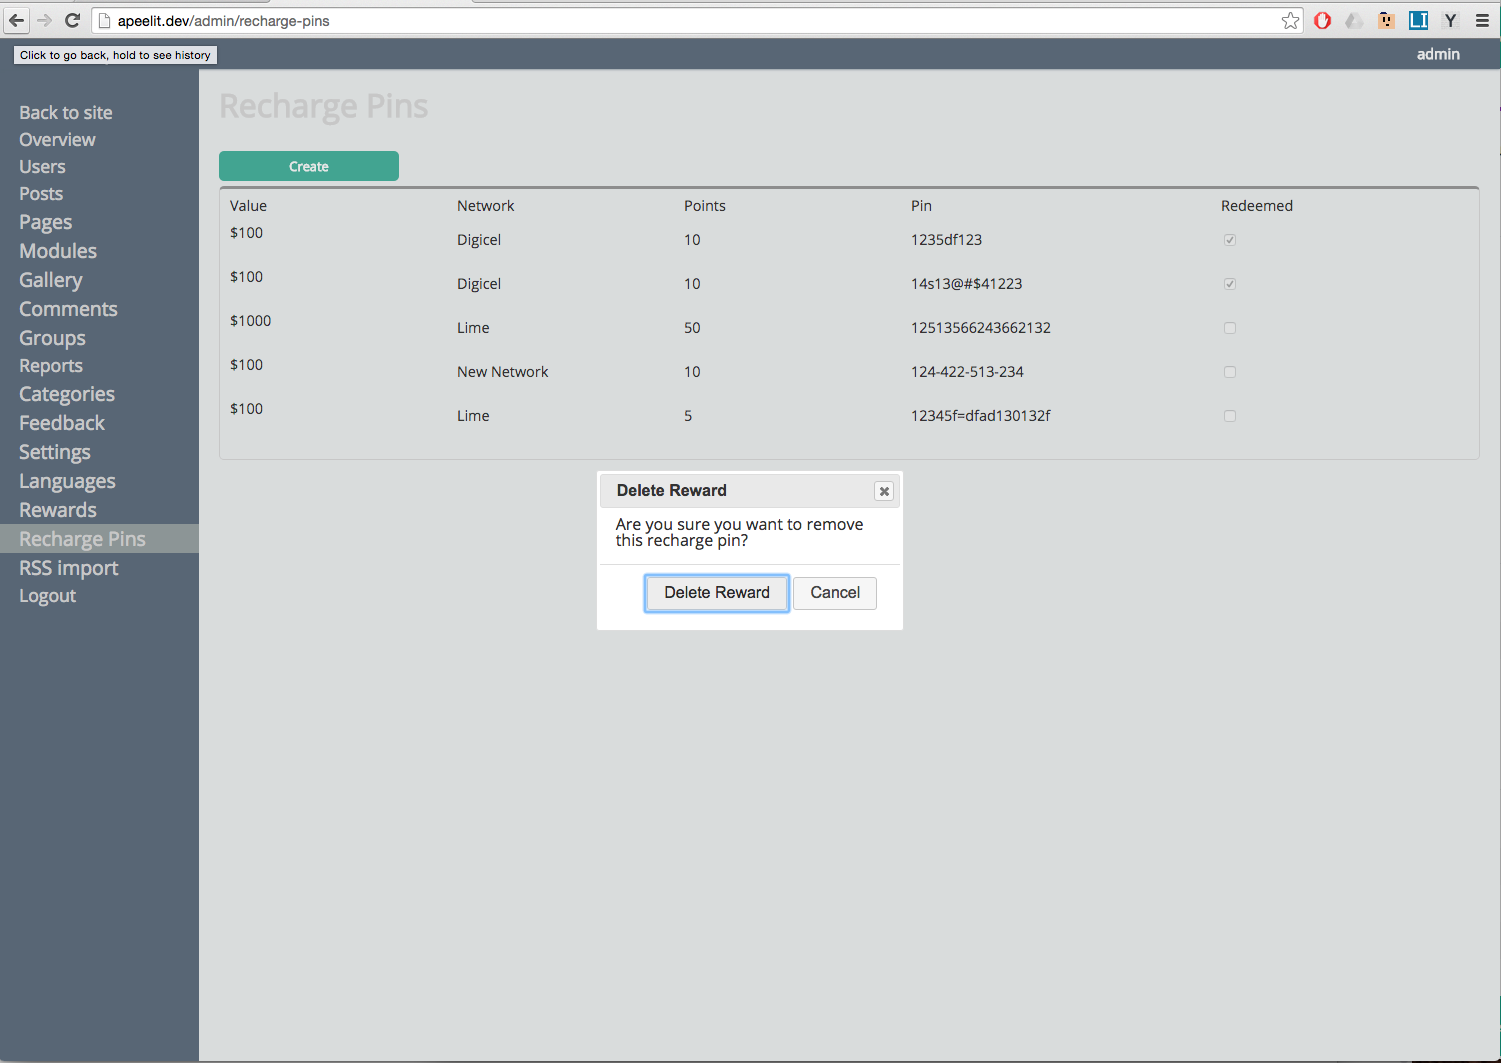 apeelit.dev/admin/recharge-pins
LI
Y
Click to go back, hold to see history
admin
Back to site
Overview
Users
Posts
Pages
Modules
Gallery
Comments
Groups
Reports
Categories
Feedback
Settings
Languages
Rewards
Recharge Pins
RSS import
Logout
Recharge Pins
Create
Value Network Points Pin Redeemed
$100 Digicel 10 1235df123
$100 Digicel 10 14s13@#$41223
$1000 Lime 50 12513566243662132
$100 New Network 10 124-422-513-234
$100 Lime 5 12345f=dfad130132f
Delete Reward
Are you sure you want to remove
this recharge pin?
Delete Reward Cancel